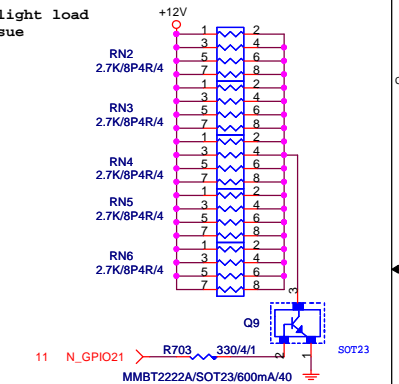 light load
sue
+12V
1 2
3 4
RN2
5 6
2.7K/8P4R/4
7 8
1 2
3 4
RN3
5 6
2.7K/8P4R/4
7 8
1 2
3 4
RN4
5 6
2.7K/8P4R/4
7 8
1 2
RN5
3 4
2.7K/8P4R/4
5 6
7 8
1 2
RN6
3 4
2.7K/8P4R/4
5 6
7 8
3
Q9
SOT23
2 1
R703 330/4/1
11 N_GPIO21
MMBT2222A/SOT23/600mA/40